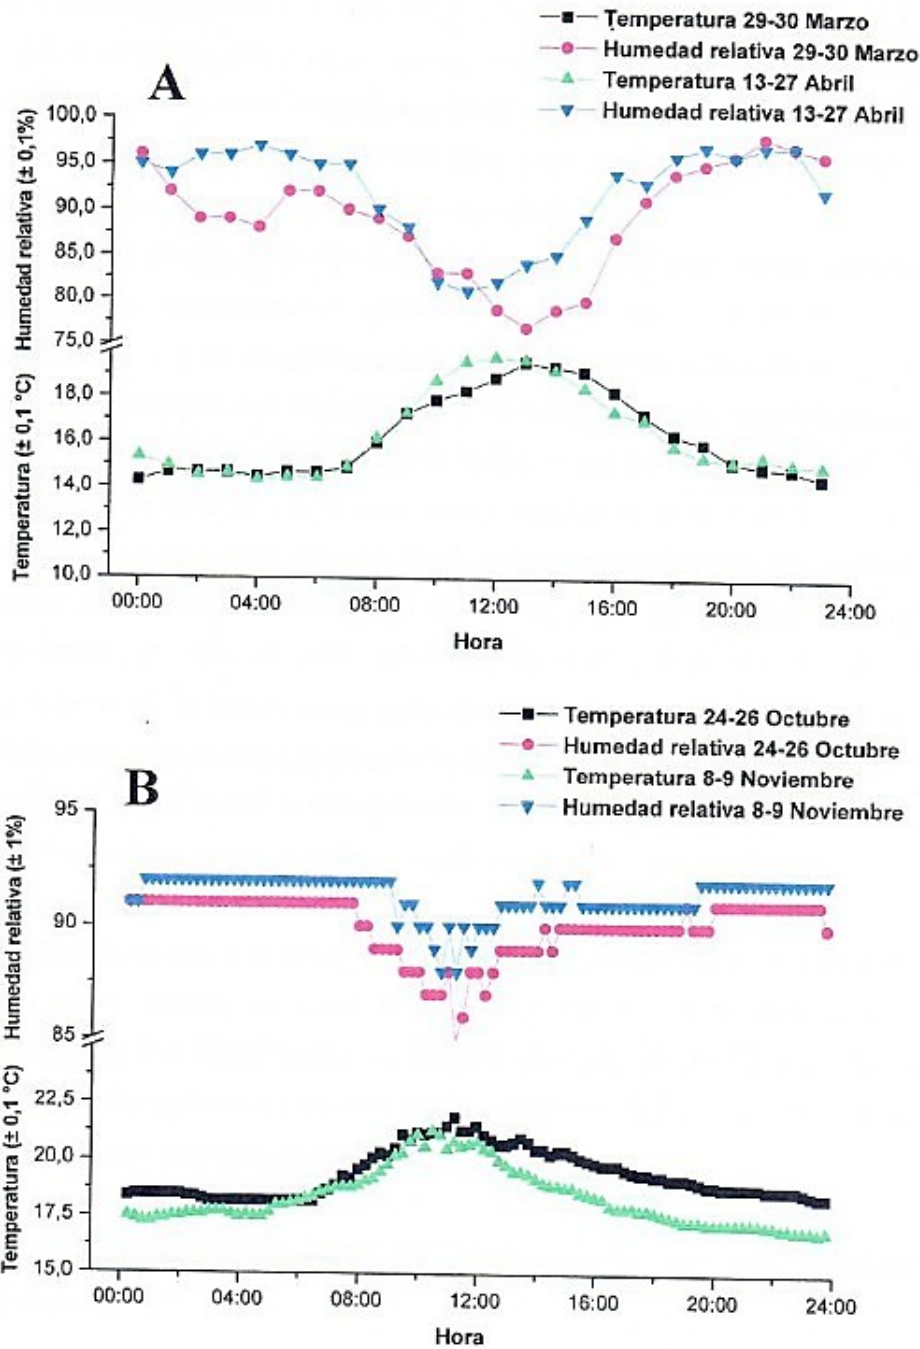 Temperatura 29-30 Marzo
Humedad relativa 29-30 Marzo
Temperatura 13-27 Abril
Humedad relativa 13-27 Abril
A
Humedad relativa (± 0,1%)
Temperatura (± 0,1 °C)
100,0
95,0
90,0
85,0
80,0
75,0
18,0
16,0
14,0
12,0
10,0
00:00 04:00 08:00 12:00 16:00 20:00 24:00
Hora
Temperatura 24-26 Octubre
Humedad relativa 24-26 Octubre
Temperatura 8-9 Noviembre
Humedad relativa 8-9 Noviembre
B
Humedad relativa (± 1%)
Temperatura (± 0,1 °C)
95
90
85
22,5
20,0
17,5
15,0
00:00 04:00 08:00 12:00 16:00 20:00 24:00
Hora